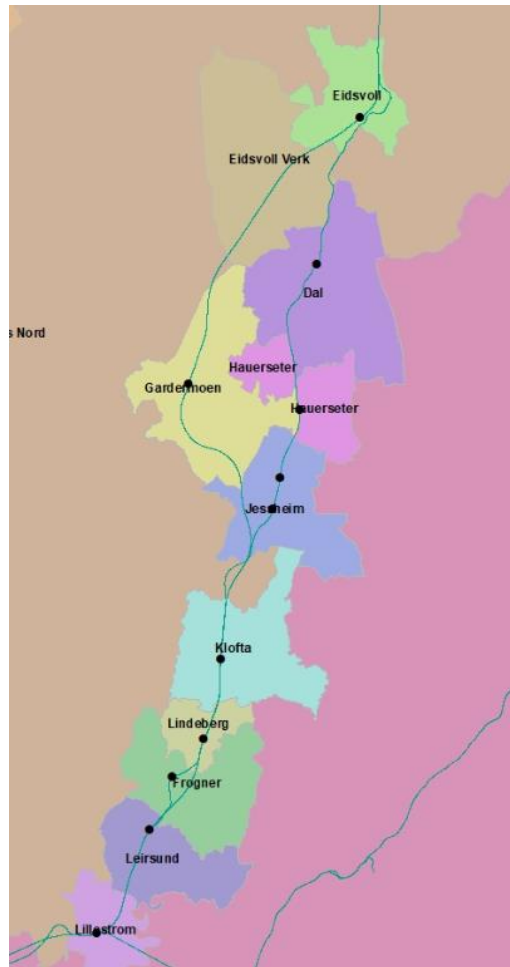 Eidsvoll
Eidsvoll Verk
Dal
s Nord
Hauerseter
Gardermoen
Hauerseter
Jessheim
Klofta
Lindeberg
Frogner
Leirsund
Lillestrom